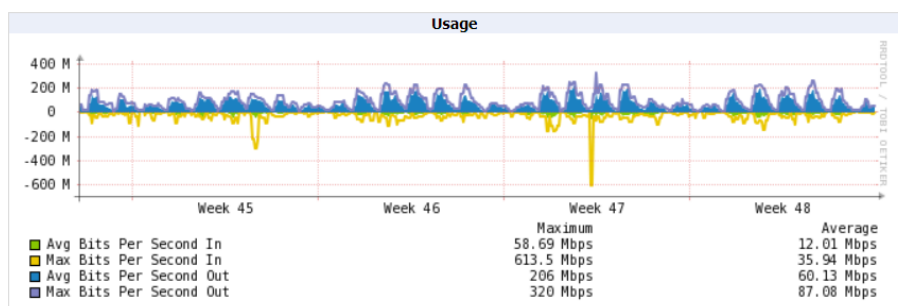 Usage
400 M
200 M
0
-200 M
-400 M
-600 M
Week 45 Week 46 Week 47 Week 48
RRDTOOL / TOBI OETIKER
Maximum Average
Avg Bits Per Second In 58.69 Mbps 12.01 Mbps
Max Bits Per Second In 613.5 Mbps 35.94 Mbps
Avg Bits Per Second Out 206 Mbps 60.13 Mbps
Max Bits Per Second Out 320 Mbps 87.08 Mbps